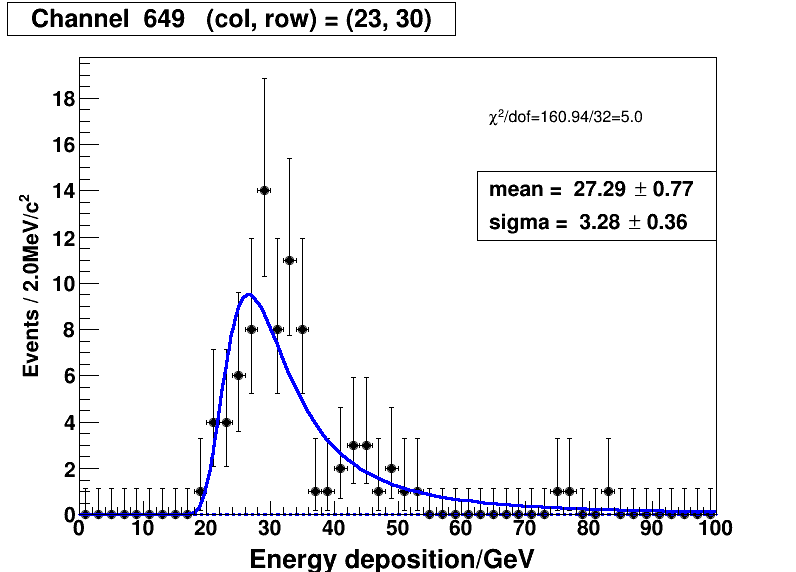 Channel 649 (col, row) = (23, 30)
χ²/dof=160.94/32=5.0
mean = 27.29 ± 0.77
sigma = 3.28 ± 0.36
Events / 2.0MeV/c²
18
16
14
12
10
8
6
4
2
0
0 10 20 30 40 50 60 70 80 90 100
Energy deposition/GeV